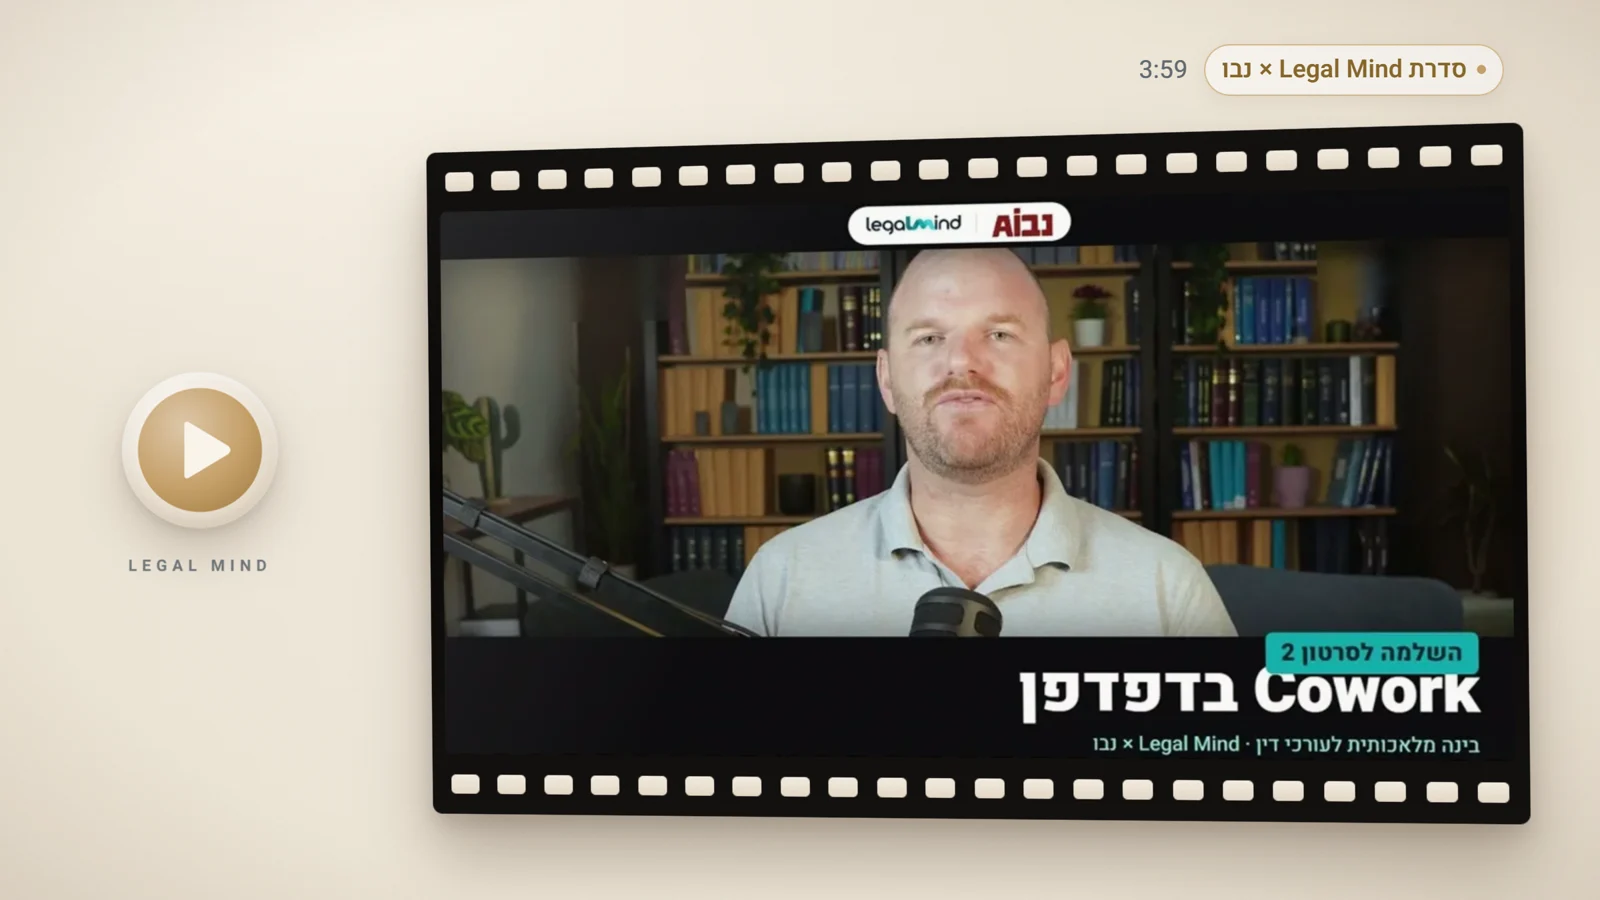 סדרת Legal Mind × נבו
3:59
legalmind | נבוAi
LEGAL MIND
השלמה לסרטון 2
Cowork בדפדפן
בינה מלאכותית לעורכי דין · Legal Mind × נבו